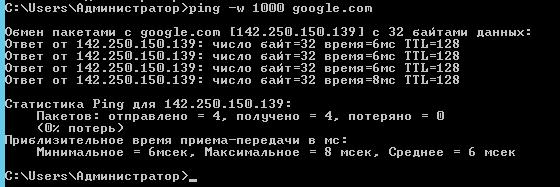 C:\Users\Администратор>ping -w 1000 google.com
Обмен пакетами с google.com [142.250.150.139] с 32 байтами данных:
Ответ от 142.250.150.139: число байт=32 время=6мс TTL=128
Ответ от 142.250.150.139: число байт=32 время=6мс TTL=128
Ответ от 142.250.150.139: число байт=32 время=6мс TTL=128
Ответ от 142.250.150.139: число байт=32 время=8мс TTL=128
Статистика Ping для 142.250.150.139:
Пакетов: отправлено = 4, получено = 4, потеряно = 0
(0% потерь)
Приблизительное время приема-передачи в мс:
Минимальное = 6мсек, Максимальное = 8 мсек, Среднее = 6 мсек
C:\Users\Администратор>_